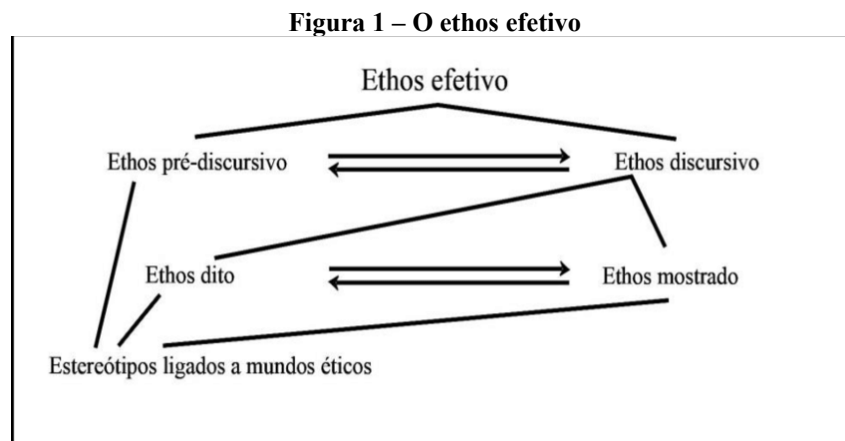 Figura 1 – O ethos efetivo
Ethos efetivo
Ethos pré-discursivo
Ethos discursivo
Ethos dito
Ethos mostrado
Estereótipos ligados a mundos éticos